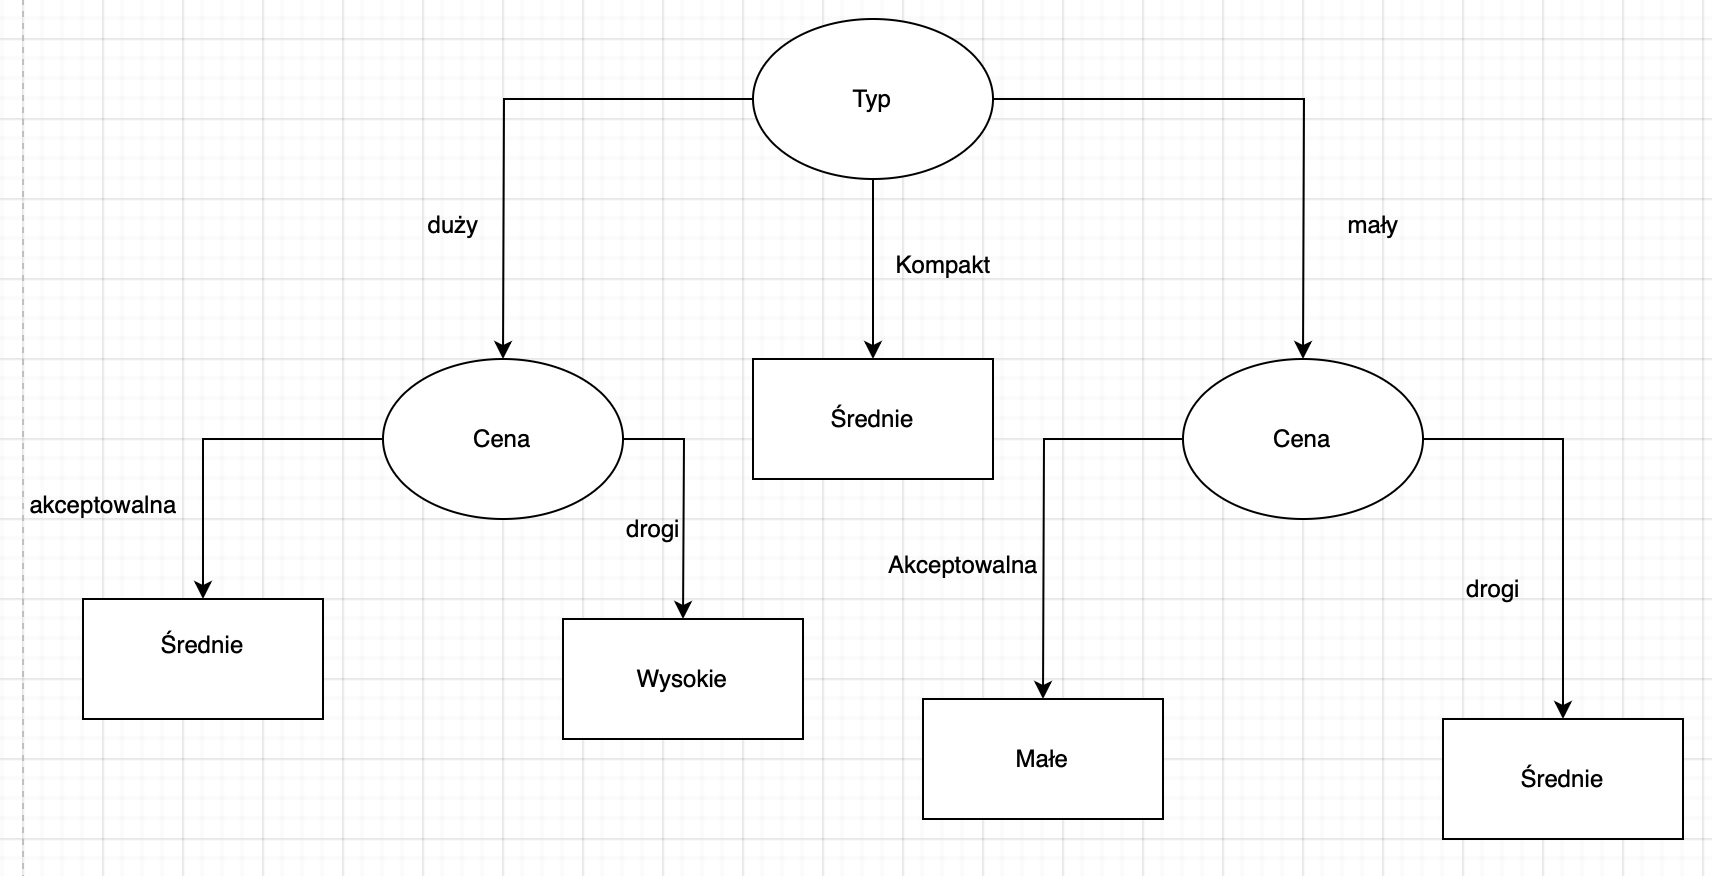 Typ
duży
mały
Kompakt
Średnie
Cena
Cena
akceptowalna
drogi
Akceptowalna
drogi
Średnie
Wysokie
Małe
Średnie